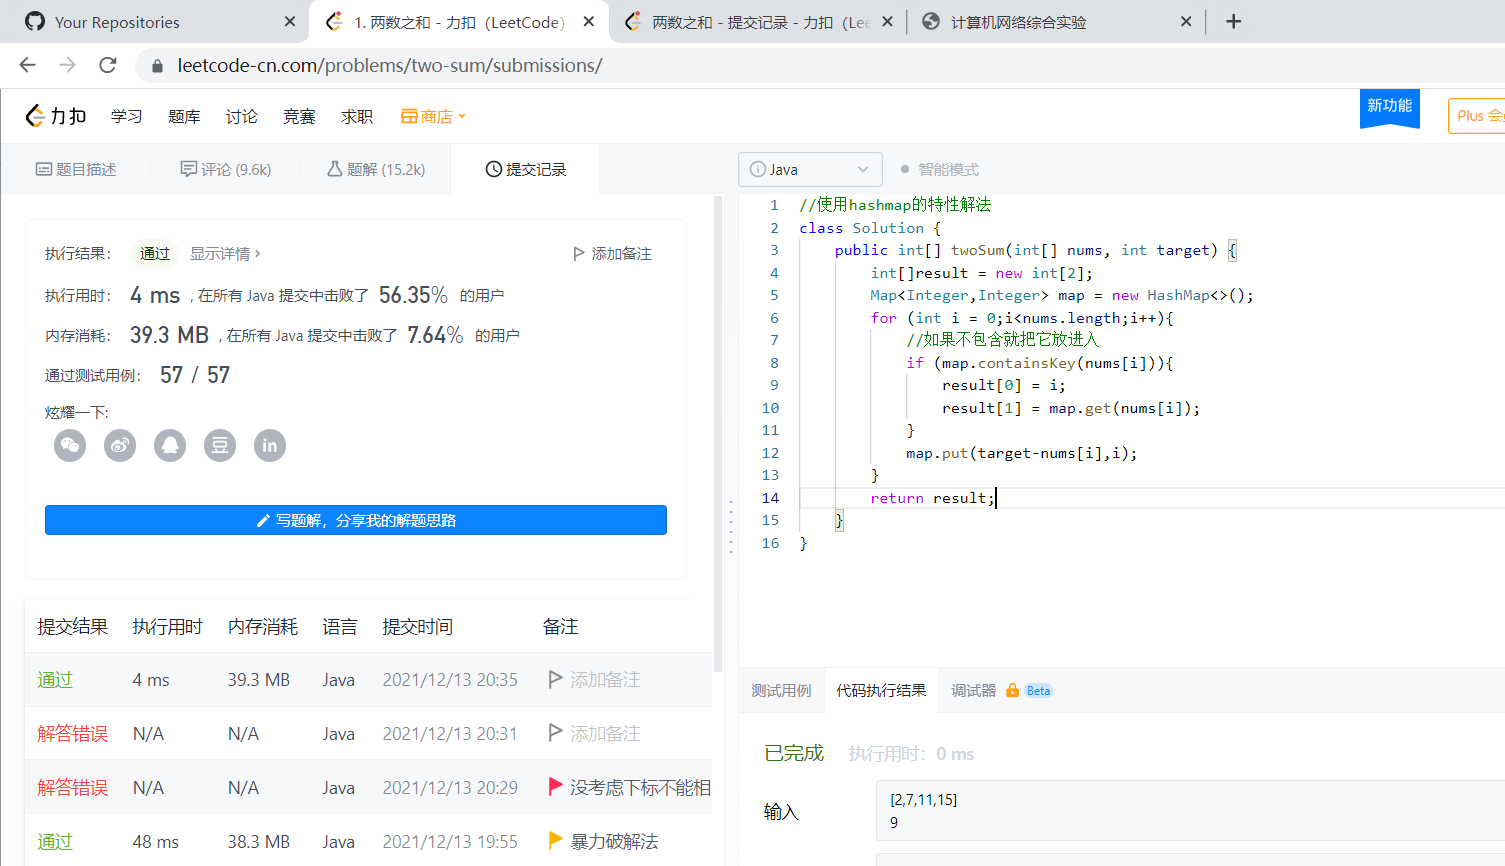 Your Repositories
1. 两数之和 - 力扣（LeetCode）
两数之和 - 提交记录 - 力扣（Lee
计算机网络综合实验
leetcode-cn.com/problems/two-sum/submissions/
力扣 学习 题库 讨论 竞赛 求职 商店
新功能
Plus 会
题目描述 评论 (9.6k) 题解 (15.2k) 提交记录
Java 智能模式
执行结果： 通过 显示详情 > 添加备注
执行用时： 4 ms , 在所有 Java 提交中击败了 56.35% 的用户
内存消耗： 39.3 MB , 在所有 Java 提交中击败了 7.64% 的用户
通过测试用例： 57 / 57
炫耀一下:
豆 in
写题解，分享我的解题思路
提交结果 执行用时 内存消耗 语言 提交时间 备注
通过 4 ms 39.3 MB Java 2021/12/13 20:35 添加备注
解答错误 N/A N/A Java 2021/12/13 20:31 添加备注
解答错误 N/A N/A Java 2021/12/13 20:29 没考虑下标不能相
通过 48 ms 38.3 MB Java 2021/12/13 19:55 暴力破解法
1 //使用hashmap的特性解法
2 class Solution {
3 public int[] twoSum(int[] nums, int target) {
4 int[]result = new int[2];
5 Map<Integer,Integer> map = new HashMap<>();
6 for (int i = 0;i<nums.length;i++){
7 //如果不包含就把它放进入
8 if (map.containsKey(nums[i])){
9 result[0] = i;
10 result[1] = map.get(nums[i]);
11 }
12 map.put(target-nums[i],i);
13 }
14 return result;
15 }
16 }
测试用例 代码执行结果 调试器 Beta
已完成 执行用时：0 ms
输入
[2,7,11,15]
9